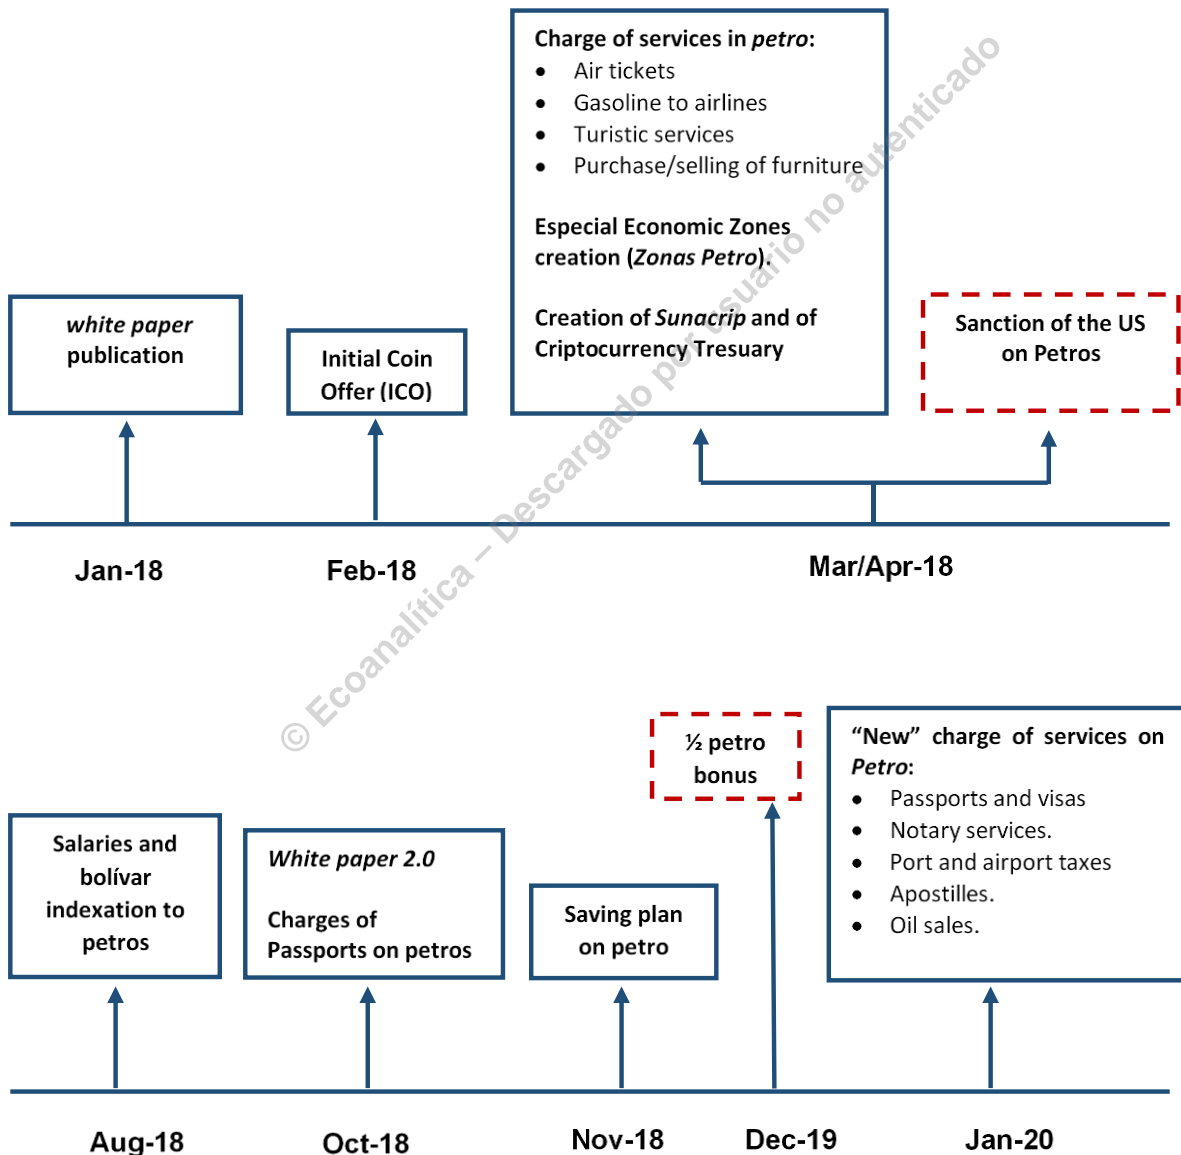 Charge of services in petro:
• Air tickets
• Gasoline to airlines
• Turistic services
• Purchase/selling of furniture
Especial Economic Zones
creation (Zonas Petro).
Creation of Sunacrip and of
Criptocurrency Tresuary
white paper
publication
Initial Coin
Offer (ICO)
Sanction of the US
on Petros
Jan-18
Feb-18
Mar/Apr-18
© Ecoanalítica – Descargado por usuario no autenticado
Salaries and
bolívar
indexation to
petros
White paper 2.0
Charges of
Passports on petros
Saving plan
on petro
½ petro
bonus
“New” charge of services on
Petro:
• Passports and visas
• Notary services.
• Port and airport taxes
• Apostilles.
• Oil sales.
Aug-18
Oct-18
Nov-18
Dec-19
Jan-20